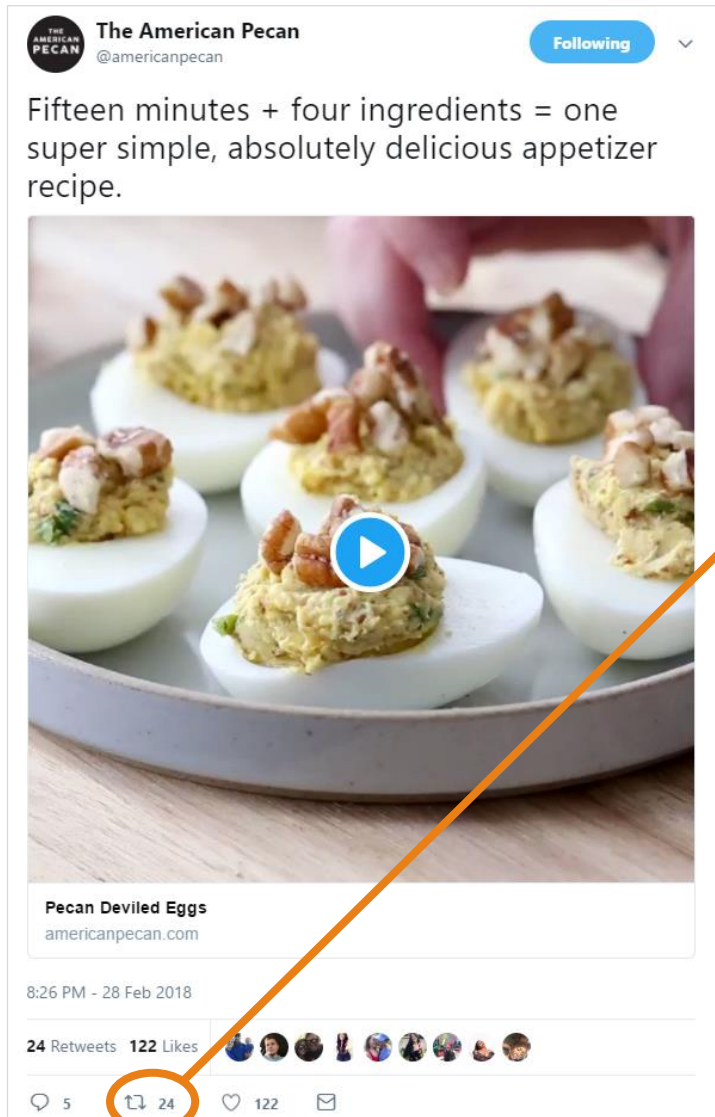 THE
AMERICAN
PECAN
The American Pecan
@americanpecan
Following
Fifteen minutes + four ingredients = one
super simple, absolutely delicious appetizer
recipe.
Pecan Deviled Eggs
americanpecan.com
8:26 PM - 28 Feb 2018
24 Retweets 122 Likes
5 24 122